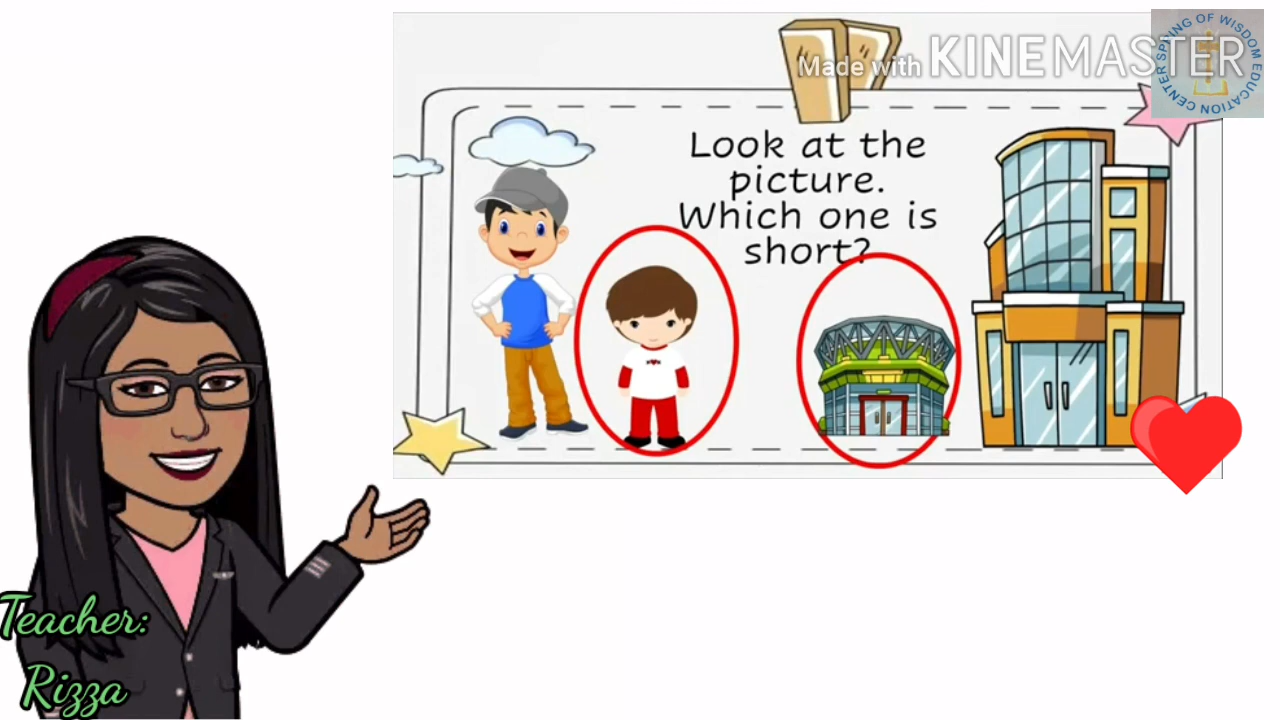 Made with KINEMASTER
SPRING OF WISDOM EDUCATION CENTER
Look at the
picture.
Which one is
short?
Teacher:
Rizza